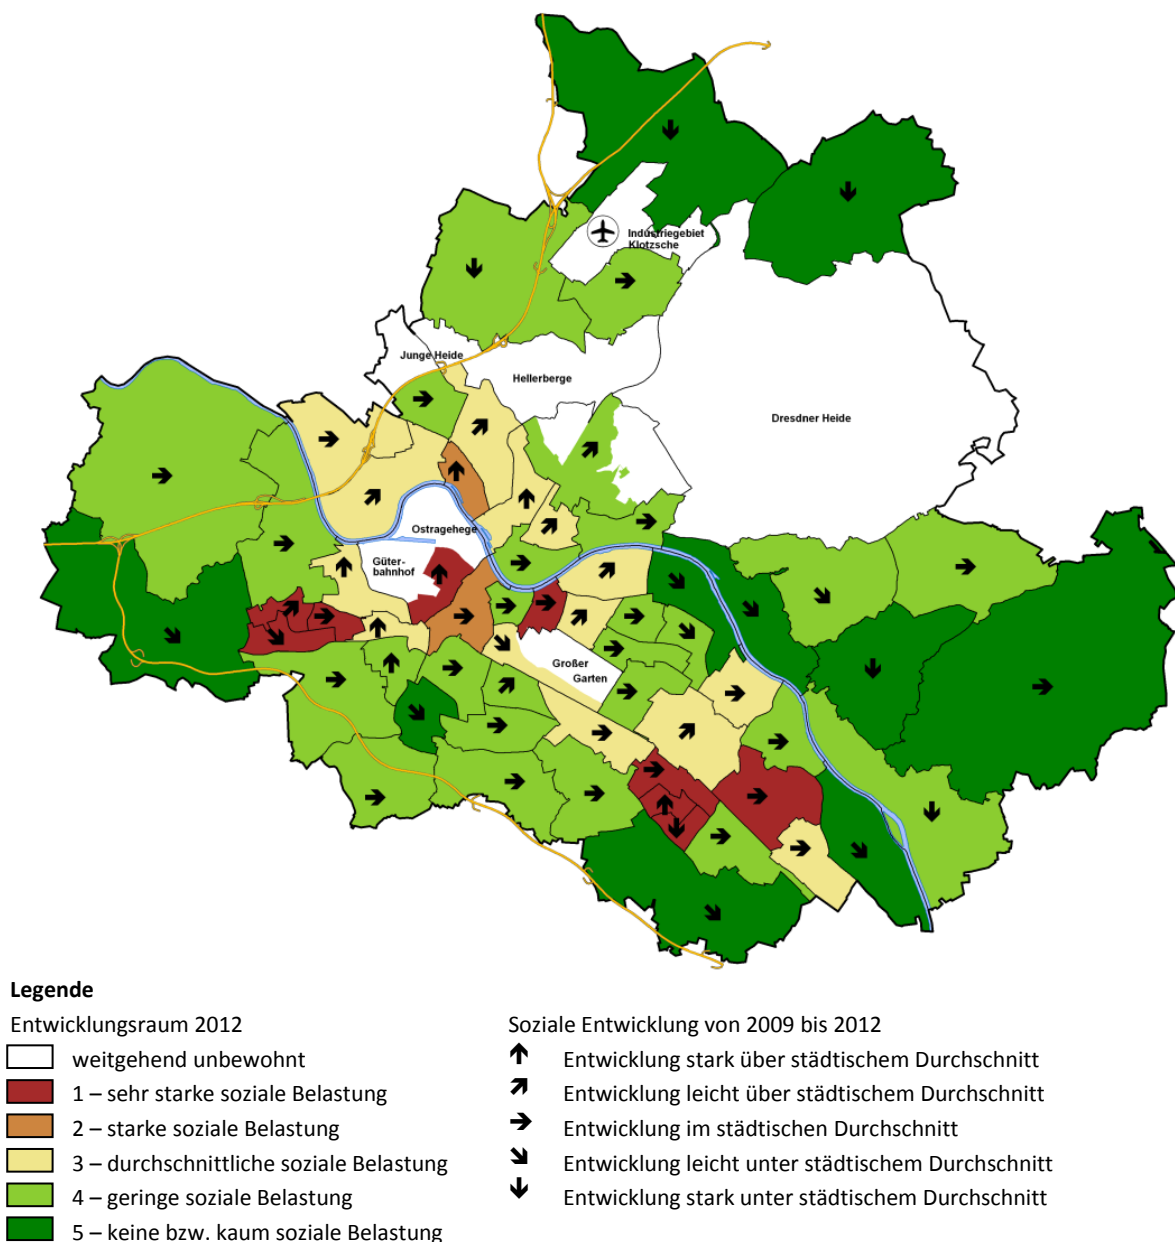 Industriegebiet
Klotzsche
Junge Heide
Hellerberge
Dresdner Heide
Ostragehege
Güter-
bahnhof
Großer
Garten
Legende
Entwicklungsraum 2012
weitgehend unbewohnt
1 – sehr starke soziale Belastung
2 – starke soziale Belastung
3 – durchschnittliche soziale Belastung
4 – geringe soziale Belastung
5 – keine bzw. kaum soziale Belastung
Soziale Entwicklung von 2009 bis 2012
Entwicklung stark über städtischem Durchschnitt
Entwicklung leicht über städtischem Durchschnitt
Entwicklung im städtischen Durchschnitt
Entwicklung leicht unter städtischem Durchschnitt
Entwicklung stark unter städtischem Durchschnitt